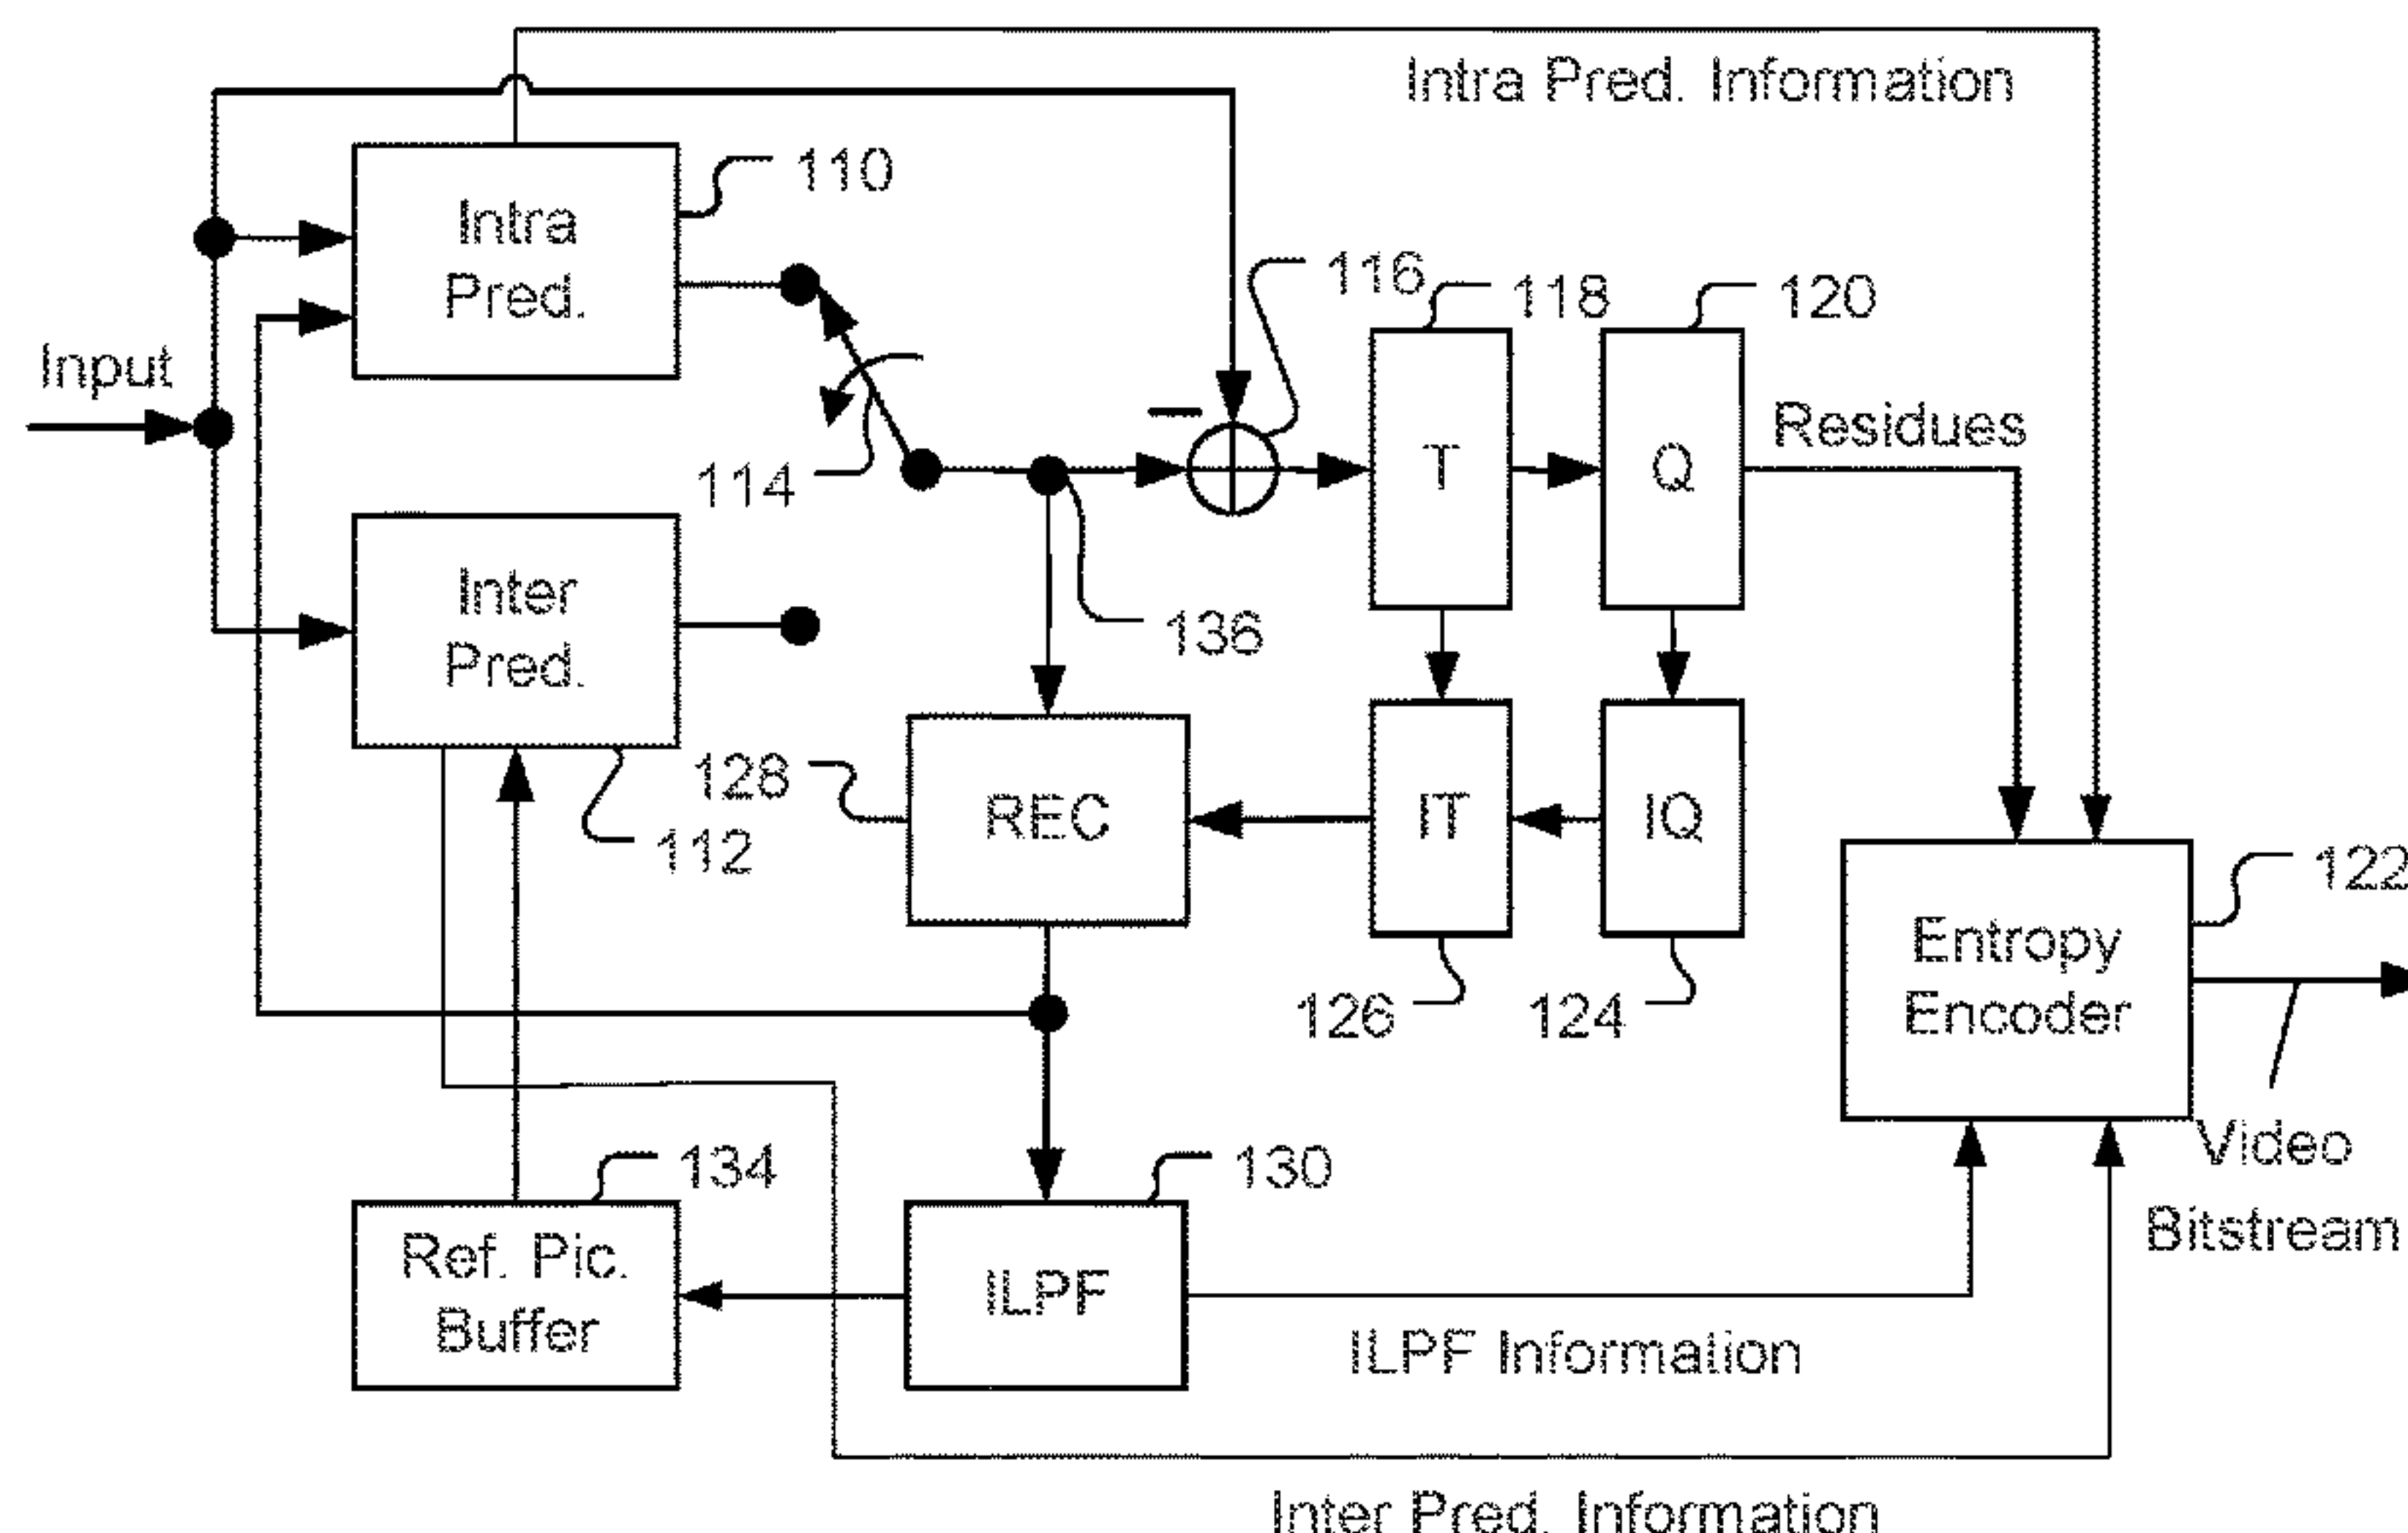 Intra Pred. Information
110
Intra
Pred.
116
118
120
Input
Residues
114
T
Q
Inter
Pred.
136
128
REC
IT
IQ
112
122
Entropy
Encoder
126
124
Video
Bitstream
134
130
Ref. Pic.
Buffer
ILPF
ILPF Information
Inter Pred. Information